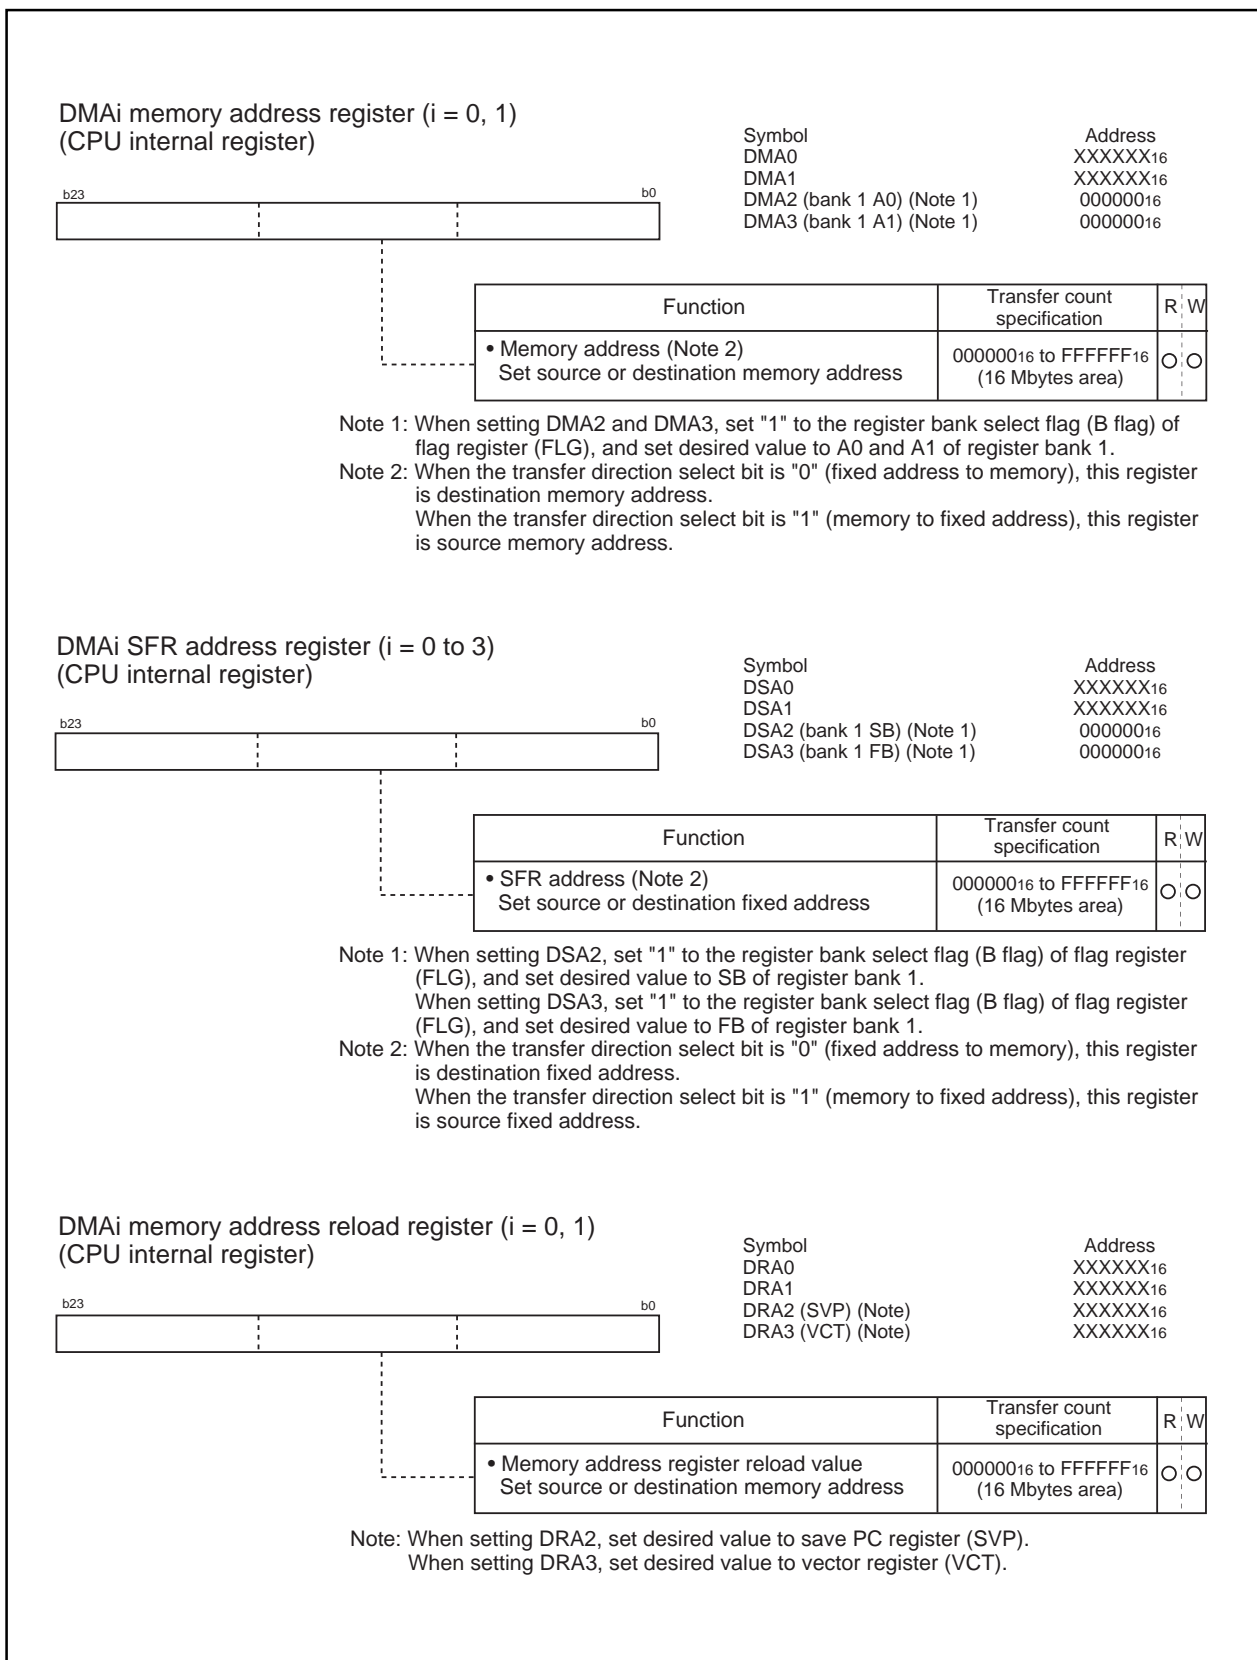 DMAi memory address register (i = 0, 1)
(CPU internal register)
Symbol Address
DMA0 XXXXXX16
DMA1 XXXXXX16
DMA2 (bank 1 A0) (Note 1) 00000016
DMA3 (bank 1 A1) (Note 1) 00000016
b23 b0
Function Transfer count specification R W
• Memory address (Note 2)
Set source or destination memory address
00000016 to FFFFFF16
(16 Mbytes area)
Note 1: When setting DMA2 and DMA3, set "1" to the register bank select flag (B flag) of
flag register (FLG), and set desired value to A0 and A1 of register bank 1.
Note 2: When the transfer direction select bit is "0" (fixed address to memory), this register
is destination memory address.
When the transfer direction select bit is "1" (memory to fixed address), this register
is source memory address.
DMAi SFR address register (i = 0 to 3)
(CPU internal register)
Symbol Address
DSA0 XXXXXX16
DSA1 XXXXXX16
DSA2 (bank 1 SB) (Note 1) 00000016
DSA3 (bank 1 FB) (Note 1) 00000016
b23 b0
Function Transfer count specification R W
• SFR address (Note 2)
Set source or destination fixed address
00000016 to FFFFFF16
(16 Mbytes area)
Note 1: When setting DSA2, set "1" to the register bank select flag (B flag) of flag register
(FLG), and set desired value to SB of register bank 1.
When setting DSA3, set "1" to the register bank select flag (B flag) of flag register
(FLG), and set desired value to FB of register bank 1.
Note 2: When the transfer direction select bit is "0" (fixed address to memory), this register
is destination fixed address.
When the transfer direction select bit is "1" (memory to fixed address), this register
is source fixed address.
DMAi memory address reload register (i = 0, 1)
(CPU internal register)
Symbol Address
DRA0 XXXXXX16
DRA1 XXXXXX16
DRA2 (SVP) (Note) XXXXXX16
DRA3 (VCT) (Note) XXXXXX16
b23 b0
Function Transfer count specification R W
• Memory address register reload value
Set source or destination memory address
00000016 to FFFFFF16
(16 Mbytes area)
Note: When setting DRA2, set desired value to save PC register (SVP).
When setting DRA3, set desired value to vector register (VCT).